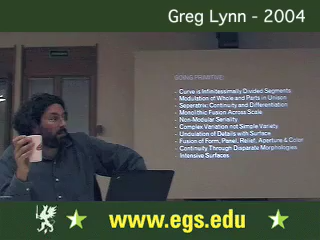 Greg Lynn - 2004
GOING PRIMITIVE:
- Curve is Infinitessimally Divided Segments
- Modulation of Whole and Parts in Unison
- Seperatrix: Continuity and Differentiation
- Monolithic Fusion Across Scale
- Non-Modular Seriality
- Complex Variation not Simple Variety
- Undulation of Details with Surface
- Fusion of Form, Panel, Relief, Aperture & Color
- Continuity Through Disparate Morphologies
- Intensive Surfaces
www.egs.edu